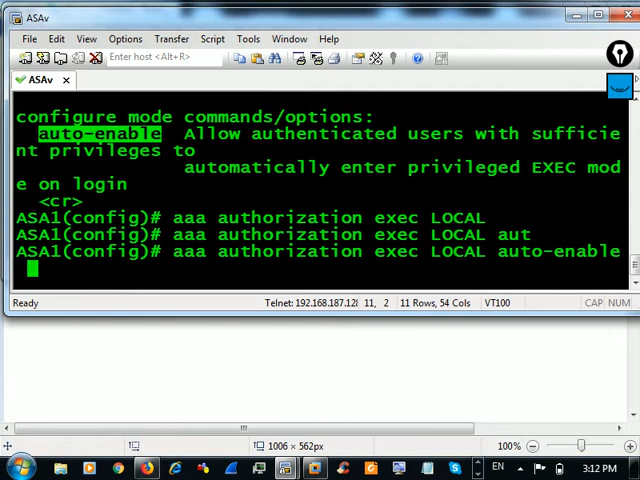 ASAv
File Edit View Options Transfer Script Tools Window Help
Enter host <Alt+R>
ASAv
configure mode commands/options:
auto-enable Allow authenticated users with sufficie
nt privileges to
automatically enter privileged EXEC mod
e on login
<cr>
ASA1(config)# aaa authorization exec LOCAL
ASA1(config)# aaa authorization exec LOCAL aut
ASA1(config)# aaa authorization exec LOCAL auto-enable
Ready Telnet: 192.168.187.128 11, 2 11 Rows, 54 Cols VT100 CAP NUM
1006 × 562px 100%
EN 3:12 PM